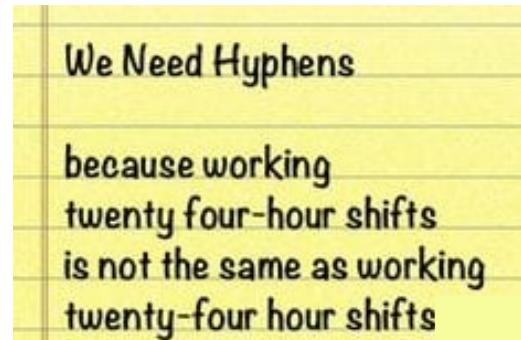 We Need Hyphens
because working
twenty four-hour shifts
is not the same as working
twenty-four hour shifts